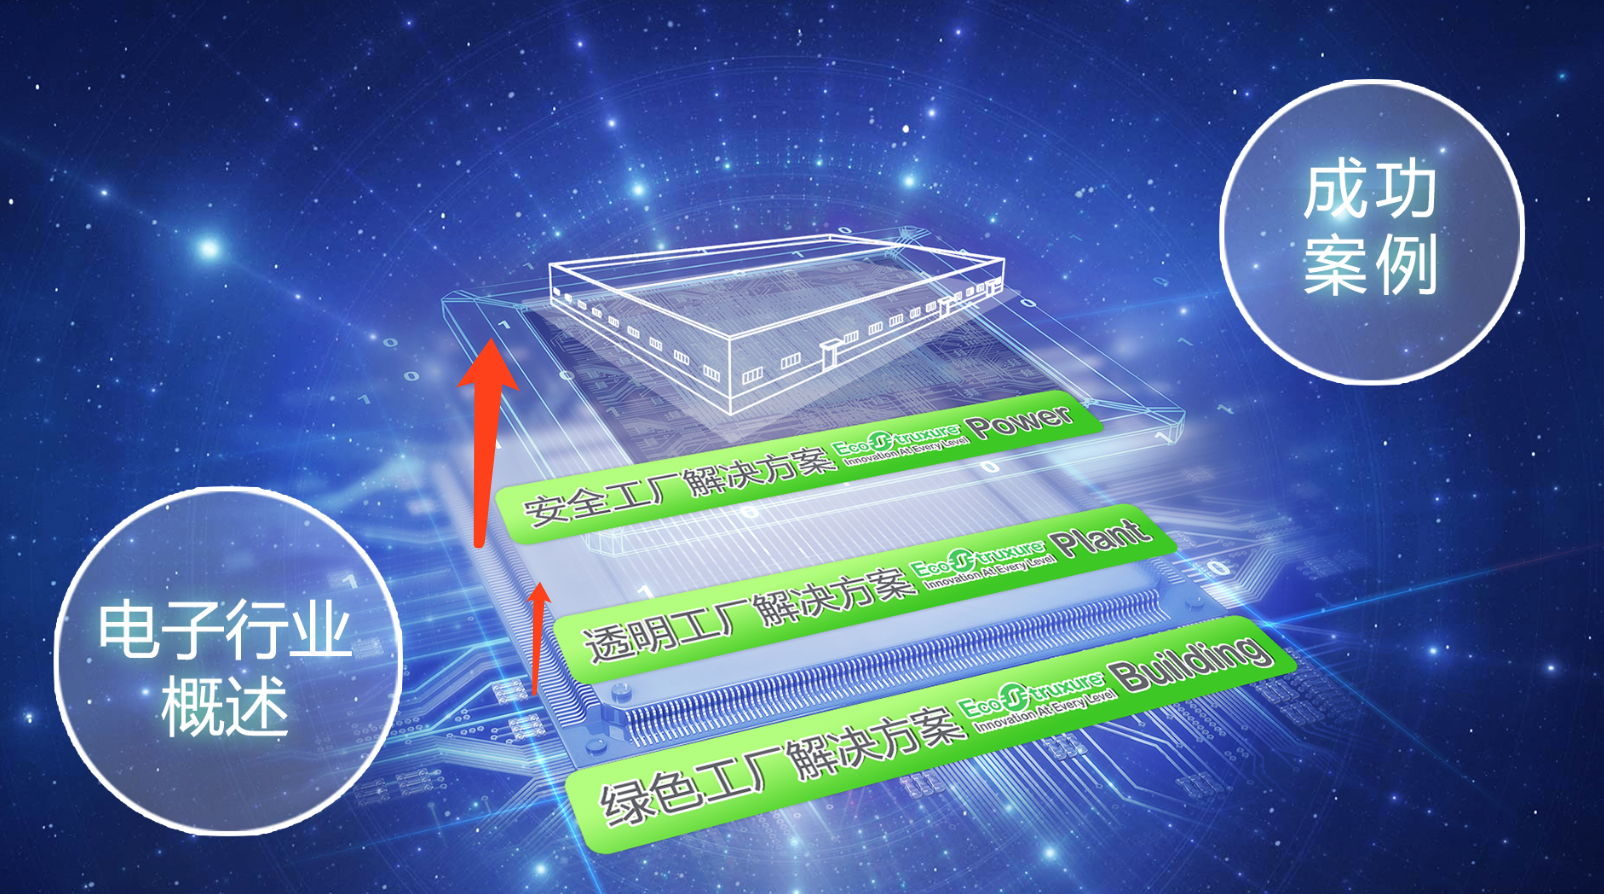 成功
案例
安全工厂解决方案 EcoStruxure Power
Innovation At Every Level
透明工厂解决方案 EcoStruxure Plant
Innovation At Every Level
电子行业
概述
绿色工厂解决方案 EcoStruxure Building
Innovation At Every Level